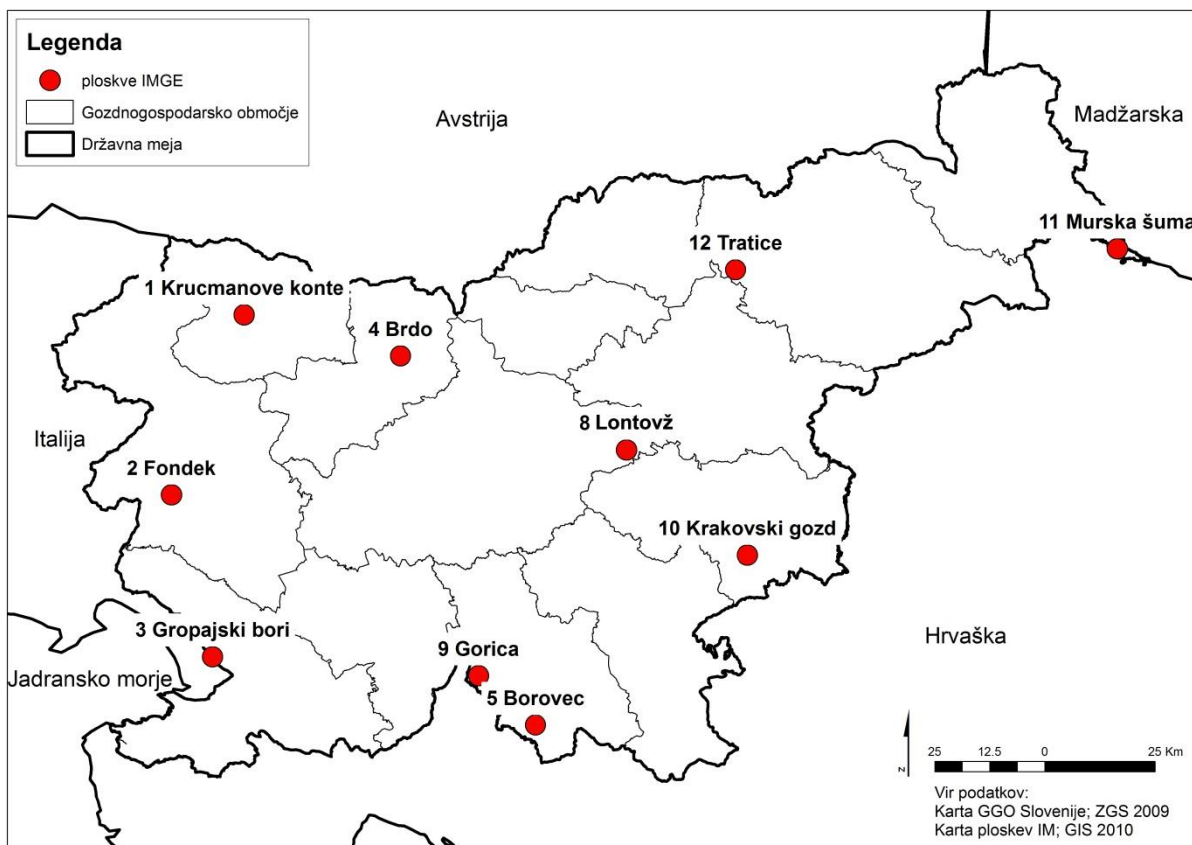 Legenda
ploskve IMGE
Gozdnogospodarsko območje
Državna meja
Avstrija
Madžarska
11 Murska šuma
12 Tratice
1 Krucmanove konte
4 Brdo
8 Lontovž
Italija
2 Fondek
10 Krakovski gozd
3 Gropajski bori
Hrvaška
9 Gorica
Jadransko morje
5 Borovec
N
25 12.5 0 25 Km
Vir podatkov:
Karta GGO Slovenije; ZGS 2009
Karta ploskev IM; GIS 2010